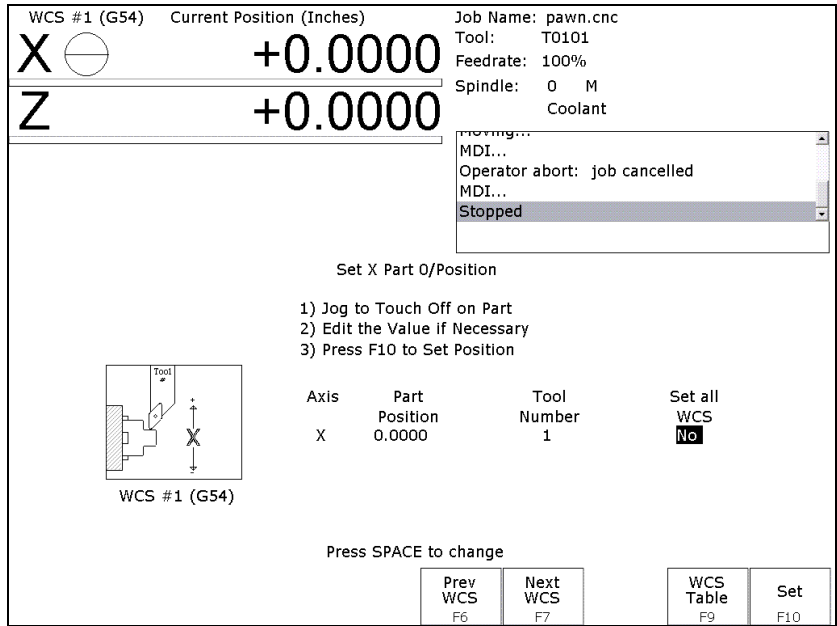 WCS #1 (G54) Current Position (Inches)
X +0.0000
Z +0.0000
Job Name: pawn.cnc
Tool: T0101
Feedrate: 100%
Spindle: 0 M
Coolant
Moving...
MDI...
Operator abort: job cancelled
MDI...
Stopped
Set X Part 0/Position
1) Jog to Touch Off on Part
2) Edit the Value if Necessary
3) Press F10 to Set Position
Tool
#
+
X
-
WCS #1 (G54)
Axis Part Tool Set all
Position Number WCS
X 0.0000 1 No
Press SPACE to change
Prev WCS F6
Next WCS F7
WCS Table F9
Set F10